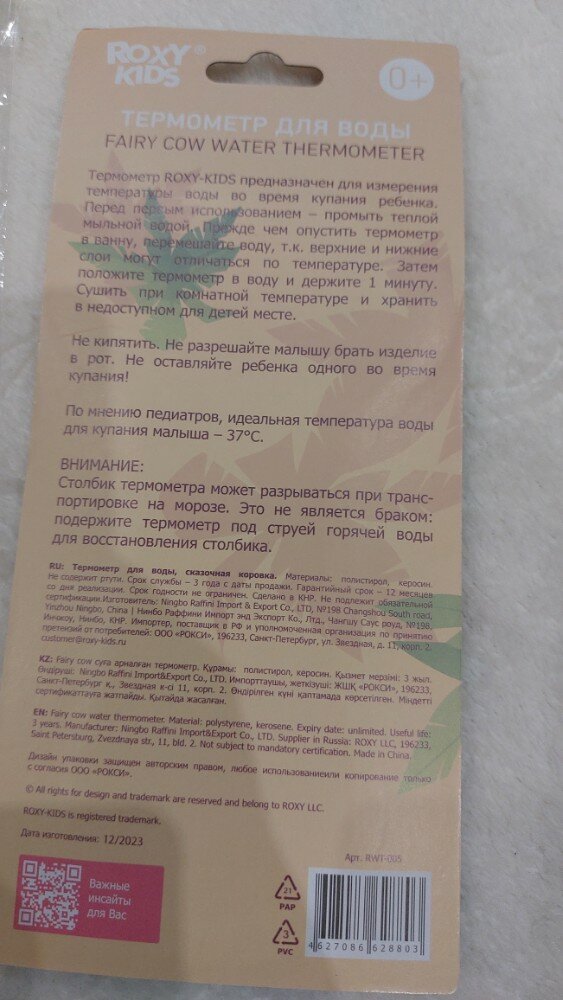 ROXY®
KIDS
0+
ТЕРМОМЕТР ДЛЯ ВОДЫ
FAIRY COW WATER THERMOMETER
Термометр ROXY-KIDS предназначен для измерения
температуры воды во время купания ребенка.
Перед первым использованием – промыть теплой
мыльной водой. Прежде чем опустить термометр
в ванну, перемешайте воду, т.к. верхние и нижние
слои могут отличаться по температуре. Затем
положите термометр в воду и держите 1 минуту.
Сушить при комнатной температуре и хранить
в недоступном для детей месте.
Не кипятить. Не разрешайте малышу брать изделие
в рот. Не оставляйте ребенка одного во время
купания!
По мнению педиатров, идеальная температура воды
для купания малыша – 37°С.
ВНИМАНИЕ:
Столбик термометра может разрываться при транс-
портировке на морозе. Это не является браком:
подержите термометр под струей горячей воды
для восстановления столбика.
RU: Термометр для воды, сказочная коровка. Материалы: полистирол, керосин.
Не содержит ртути. Срок службы – 3 года с даты продажи. Гарантийный срок – 12 месяцев
со дня реализации. Срок годности не ограничен. Сделано в КНР. Не подлежит обязательной
сертификации.Изготовитель: Ningbo Raffini Import & Export Co., LTD, №198 Changshou South road,
Yinzhou Ningbo, China | Нинбо Раффини Импорт энд Экспорт Ко., Лтд., Чангшу Саус роуд, №198,
Инчжоу, Нинбо, КНР. Импортер, поставщик в РФ и уполномоченная организация по принятию
претензий от потребителей: ООО «РОКСИ», 196233, Санкт-Петербург, ул. Звездная, д. 11, корп. 2.
customer@roxy-kids.ru
KZ: Fairy cow суға арналған термометр. Құрамы: полистирол, керосин. Қызмет мерзімі: 3 жыл.
Өндіруші: Ningbo Raffini Import&Export Co., LTD. Импорттаушы, жеткізуші: ЖШҚ «РОКСИ», 196233,
Санкт-Петербург қ., Звездная к-сі 11, корп. 2. Өндірілген күні қаптамада көрсетілген. Міндетті
сертификаттауға жатпайды. Қытайда жасалған.
EN: Fairy cow water thermometer. Material: polystyrene, kerosene. Expiry date: unlimited. Useful life:
3 years. Manufacturer: Ningbo Raffini Import&Export Co., LTD. Supplier in Russia: ROXY LLC, 196233,
Saint Petersburg, Zvezdnaya str., 11, bld. 2. Not subject to mandatory certification. Made in China.
Дизайн упаковки защищен авторским правом, любое использованиеили копирование только
с согласия ООО «РОКСИ».
© All rights for design and trademark are reserved and belong to ROXY LLC.
ROXY-KIDS is registered trademark.
Дата изготовления: 12/2023
Арт. RWT-005
Важные
инсайты
для Вас
21
PAP
3
PVC
4 627086 628803